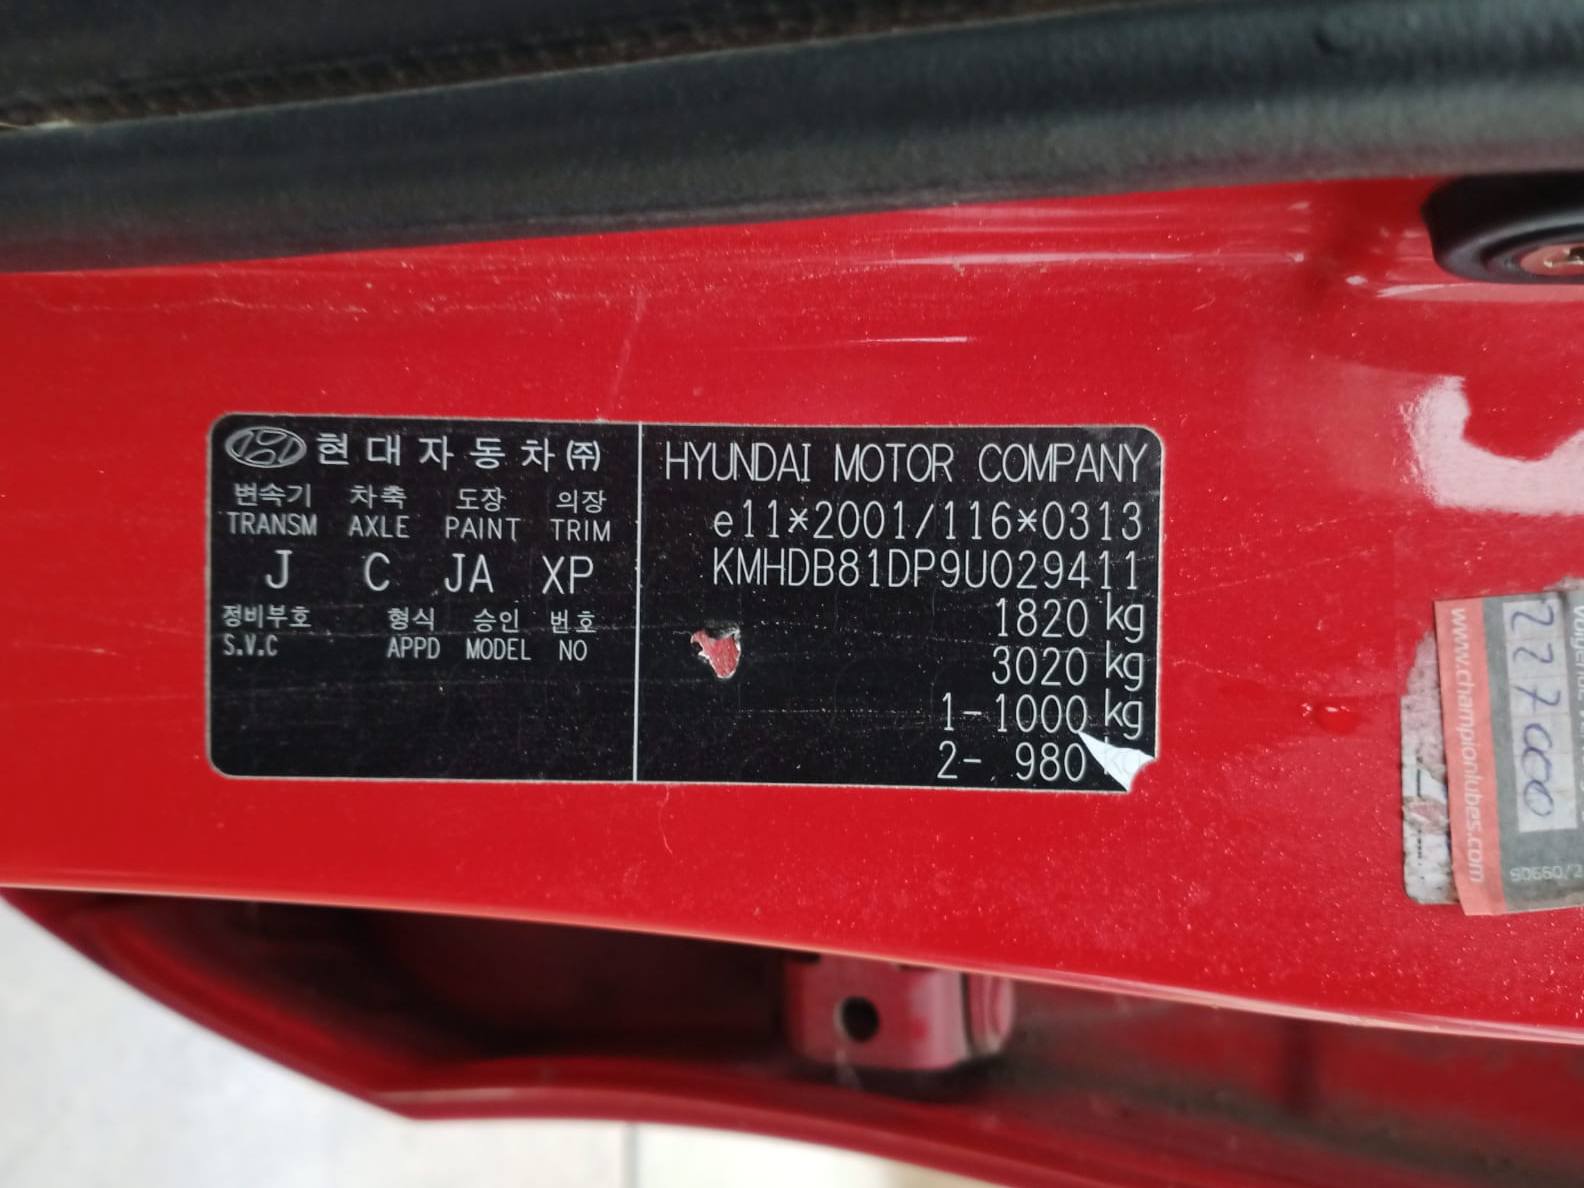 현대자동차㈜
변속기 차축 도장 의장
TRANSM AXLE PAINT TRIM
J C JA XP
정비부호 형식 승인 번호
S.V.C APPD MODEL NO
HYUNDAI MOTOR COMPANY
e11*2001/116*0313
KMHDB81DP9U029411
1820 kg
3020 kg
1- 1000 kg
2- 980 kg
www.championlubes.com
227000